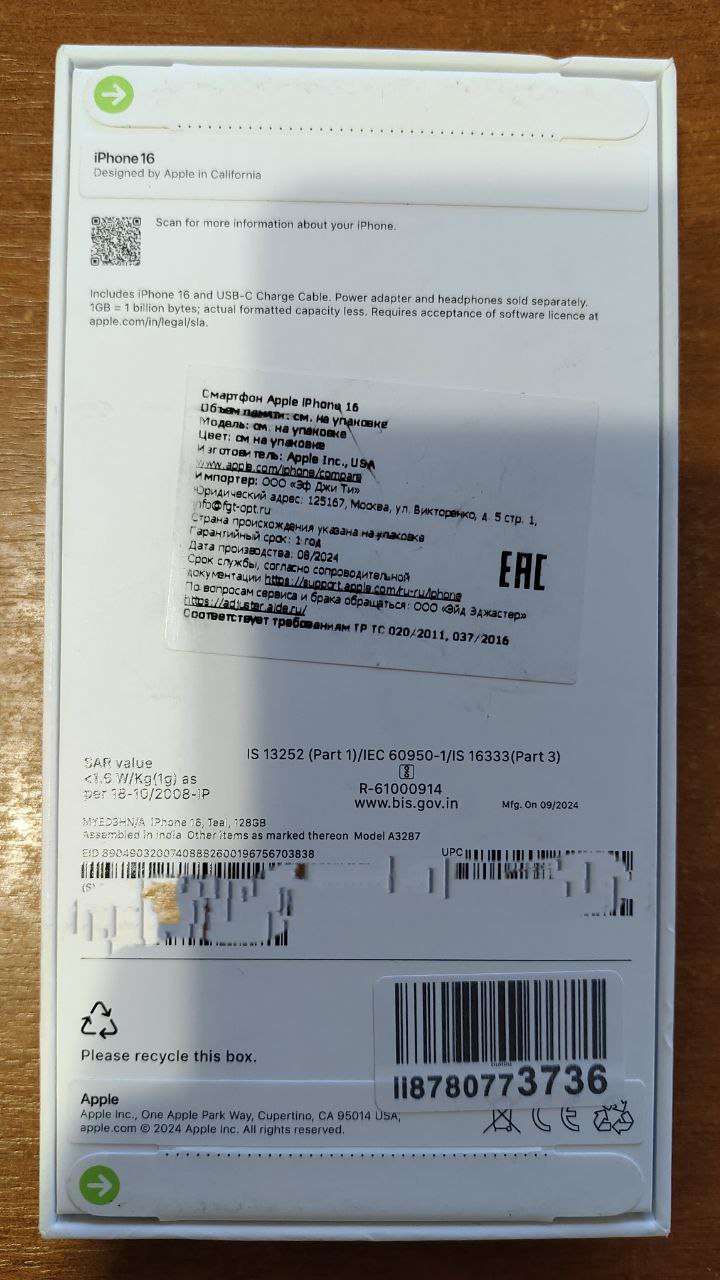 iPhone 16
Designed by Apple in California
Scan for more information about your iPhone.
Includes iPhone 16 and USB-C Charge Cable. Power adapter and headphones sold separately.
1GB = 1 billion bytes; actual formatted capacity less. Requires acceptance of software licence at
apple.com/in/legal/sla.
Смартфон Apple iPhone 16
Объем памяти: см. на упаковке
Модель: см. на упаковке
Цвет: см на упаковке
Изготовитель: Apple Inc., USA
www.apple.com/iphone/compare
Импортер: ООО «Эф Джи Ти»
Юридический адрес: 125167, Москва, ул. Викторенко, д. 5 стр. 1,
info@fgt-opt.ru
Страна происхождения указана на упаковке
Гарантийный срок: 1 год
Дата производства: 08/2024
Срок службы, согласно сопроводительной
документации https://support.apple.com/ru-ru/iphone
По вопросам сервиса и брака обращаться: ООО «Эйд Эджастер»
https://adjuster.aide.ru/
Соответствует требованиям ТР ТС 020/2011, 037/2016
EAC
SAR value
<1.6 W/Kg(1g) as
per 18-10/2008-IP
IS 13252 (Part 1)/IEC 60950-1/IS 16333(Part 3)
R-61000914
www.bis.gov.in
Mfg. On 09/2024
MYED3HN/A iPhone 16, Teal, 128GB
Assembled in India Other items as marked thereon Model A3287
EID 89049032007408882600196756703838
UPC
(S)
Please recycle this box.
li8780773736
Apple
Apple Inc., One Apple Park Way, Cupertino, CA 95014 USA,
apple.com © 2024 Apple Inc. All rights reserved.
CE